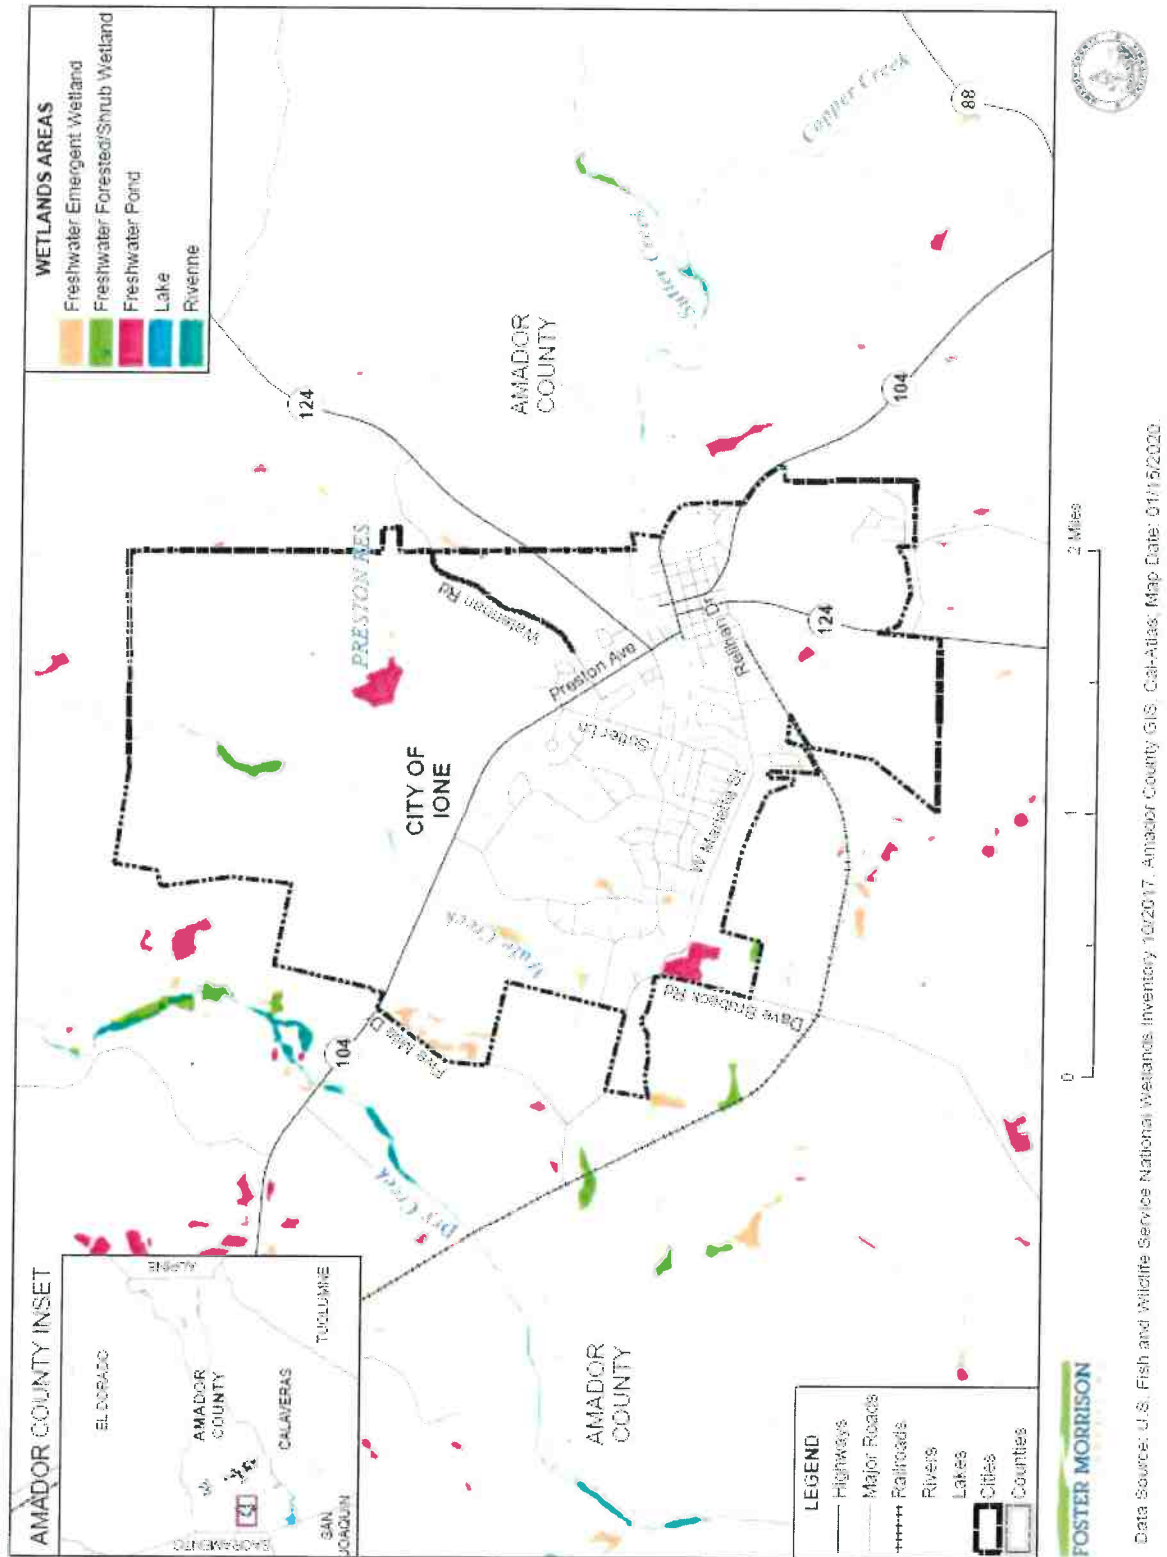 AMADOR COUNTY INSET
EL DORADO
ALPINE
AMADOR
COUNTY
SACRAMENTO
CALAVERAS
SAN
JOAQUIN
TUOLUMNE
WETLANDS AREAS
Freshwater Emergent Wetland
Freshwater Forested/Shrub Wetland
Freshwater Pond
Lake
Riverine
104
Dry Creek
Five Mile D
Mule Creek
CITY OF
IONE
PRESTON RES
Waterman Rd
124
Preston Ave
Sutter Ln
W Marietta St
Reilman Dr
Dave Brubeck Rd
124
104
AMADOR
COUNTY
Sutter Creek
Copper Creek
88
AMADOR
COUNTY
LEGEND
Highways
Major Roads
Railroads
Rivers
Lakes
Cities
Counties
0
1
2 Miles
FOSTER MORRISON
Data Source: U.S. Fish and Wildlife Service National Wetlands Inventory 10/2017, Amador County GIS, Cal-Atlas; Map Date: 01/15/2020.